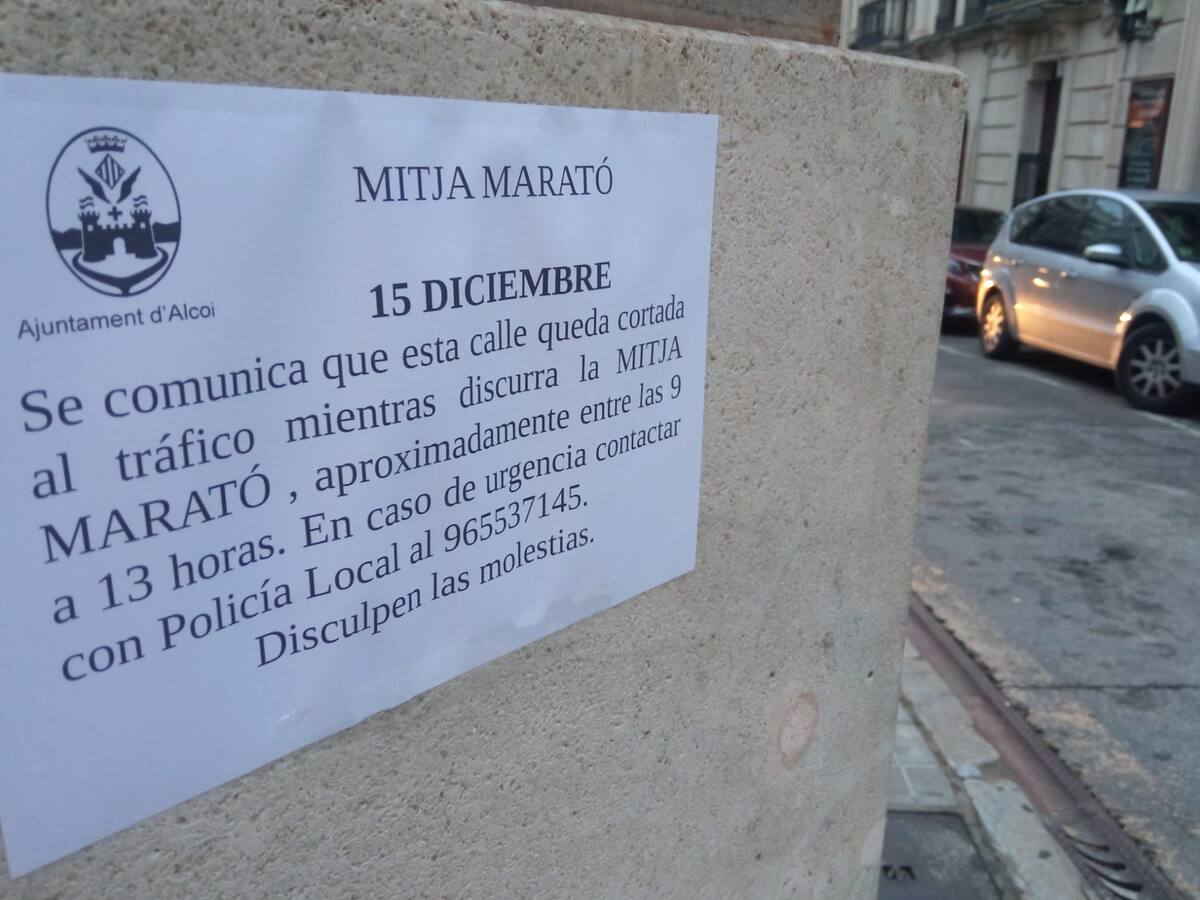 MITJA MARATÓ
Ajuntament d'Alcoi
15 DICIEMBRE
Se comunica que esta calle queda cortada
al tráfico mientras discurra la MITJA
MARATÓ , aproximadamente entre las 9
a 13 horas. En caso de urgencia contactar
con Policía Local al 965537145.
Disculpen las molestias.